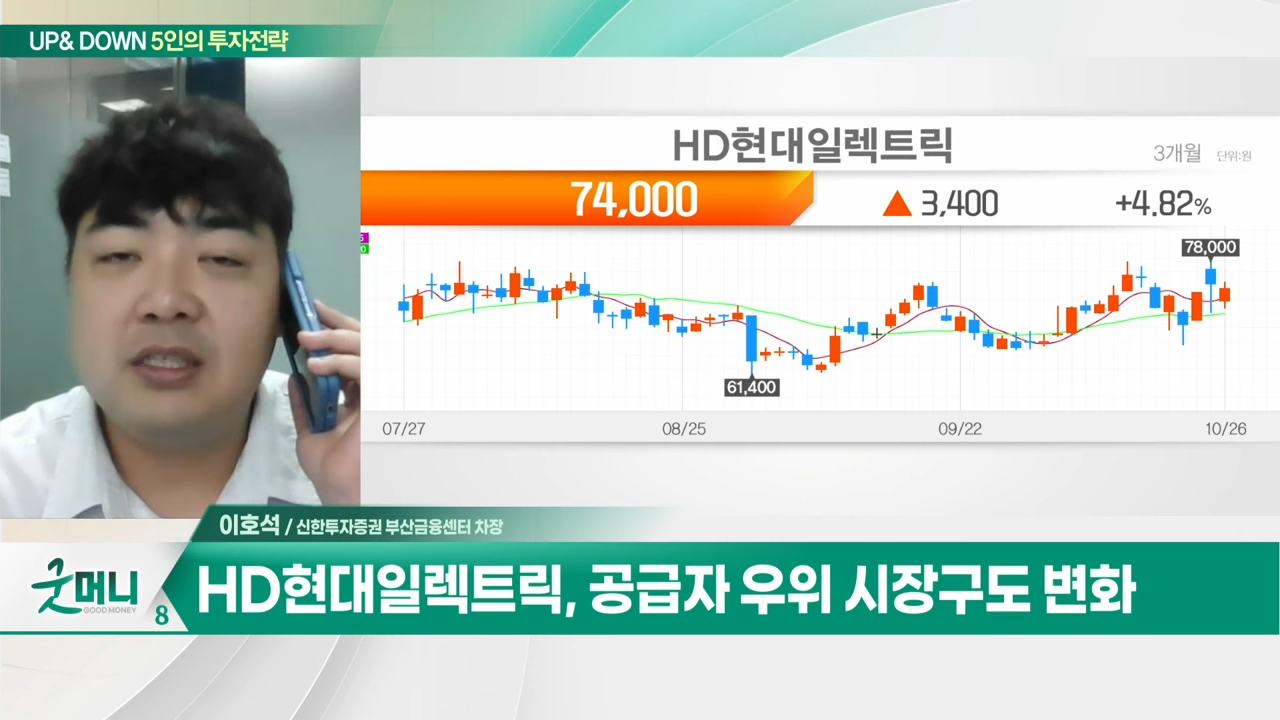 UP& DOWN 5인의 투자전략
HD현대일렉트릭
3개월 단위:원
74,000 ▲ 3,400 +4.82%
78,000
61,400
07/27 08/25 09/22 10/26
이호석 / 신한투자증권 부산금융센터 차장
굿머니
GOOD MONEY
8
HD현대일렉트릭, 공급자 우위 시장구도 변화